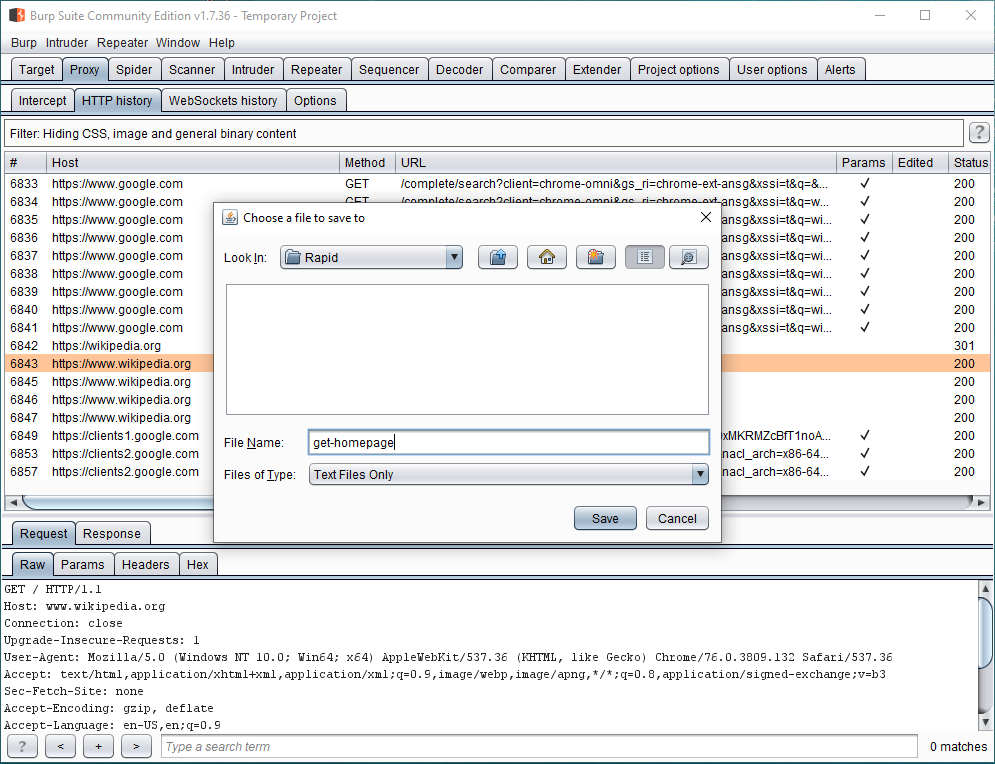 Burp Suite Community Edition v1.7.36 - Temporary Project
Burp Intruder Repeater Window Help
Target Proxy Spider Scanner Intruder Repeater Sequencer Decoder Comparer Extender Project options User options Alerts
Intercept HTTP history WebSockets history Options
Filter: Hiding CSS, image and general binary content ?
# Host Method URL Params Edited Status
6833 https://www.google.com GET /complete/search?client=chrome-omni&gs_ri=chrome-ext-ansg&xssi=t&q=&... ✓ 200
6834 https://www.google.com GET /complete/search?client=chrome-omni&gs_ri=chrome-ext-ansg&xssi=t&q=w... ✓ 200
6835 https://www.google.com ansg&xssi=t&q=w... ✓ 200
6836 https://www.google.com ansg&xssi=t&q=wi... ✓ 200
6837 https://www.google.com ansg&xssi=t&q=wi... ✓ 200
6838 https://www.google.com ansg&xssi=t&q=wi... ✓ 200
6839 https://www.google.com ansg&xssi=t&q=wi... ✓ 200
6840 https://www.google.com ansg&xssi=t&q=wi... ✓ 200
6841 https://www.google.com ansg&xssi=t&q=wi... ✓ 200
6842 https://wikipedia.org 301
6843 https://www.wikipedia.org 200
6845 https://www.wikipedia.org 200
6846 https://www.wikipedia.org 200
6847 https://www.wikipedia.org 200
6849 https://clients1.google.com xMKRMZcBfT1noA... ✓ 200
6853 https://clients2.google.com nacl_arch=x86-64... ✓ 200
6857 https://clients2.google.com nacl_arch=x86-64... ✓ 200
Choose a file to save to
Look In: Rapid
File Name: get-homepage
Files of Type: Text Files Only
Save Cancel
Request Response
Raw Params Headers Hex
GET / HTTP/1.1
Host: www.wikipedia.org
Connection: close
Upgrade-Insecure-Requests: 1
User-Agent: Mozilla/5.0 (Windows NT 10.0; Win64; x64) AppleWebKit/537.36 (KHTML, like Gecko) Chrome/76.0.3809.132 Safari/537.36
Accept: text/html,application/xhtml+xml,application/xml;q=0.9,image/webp,image/apng,*/*;q=0.8,application/signed-exchange;v=b3
Sec-Fetch-Site: none
Accept-Encoding: gzip, deflate
Accept-Language: en-US,en;q=0.9
? < + > Type a search term 0 matches